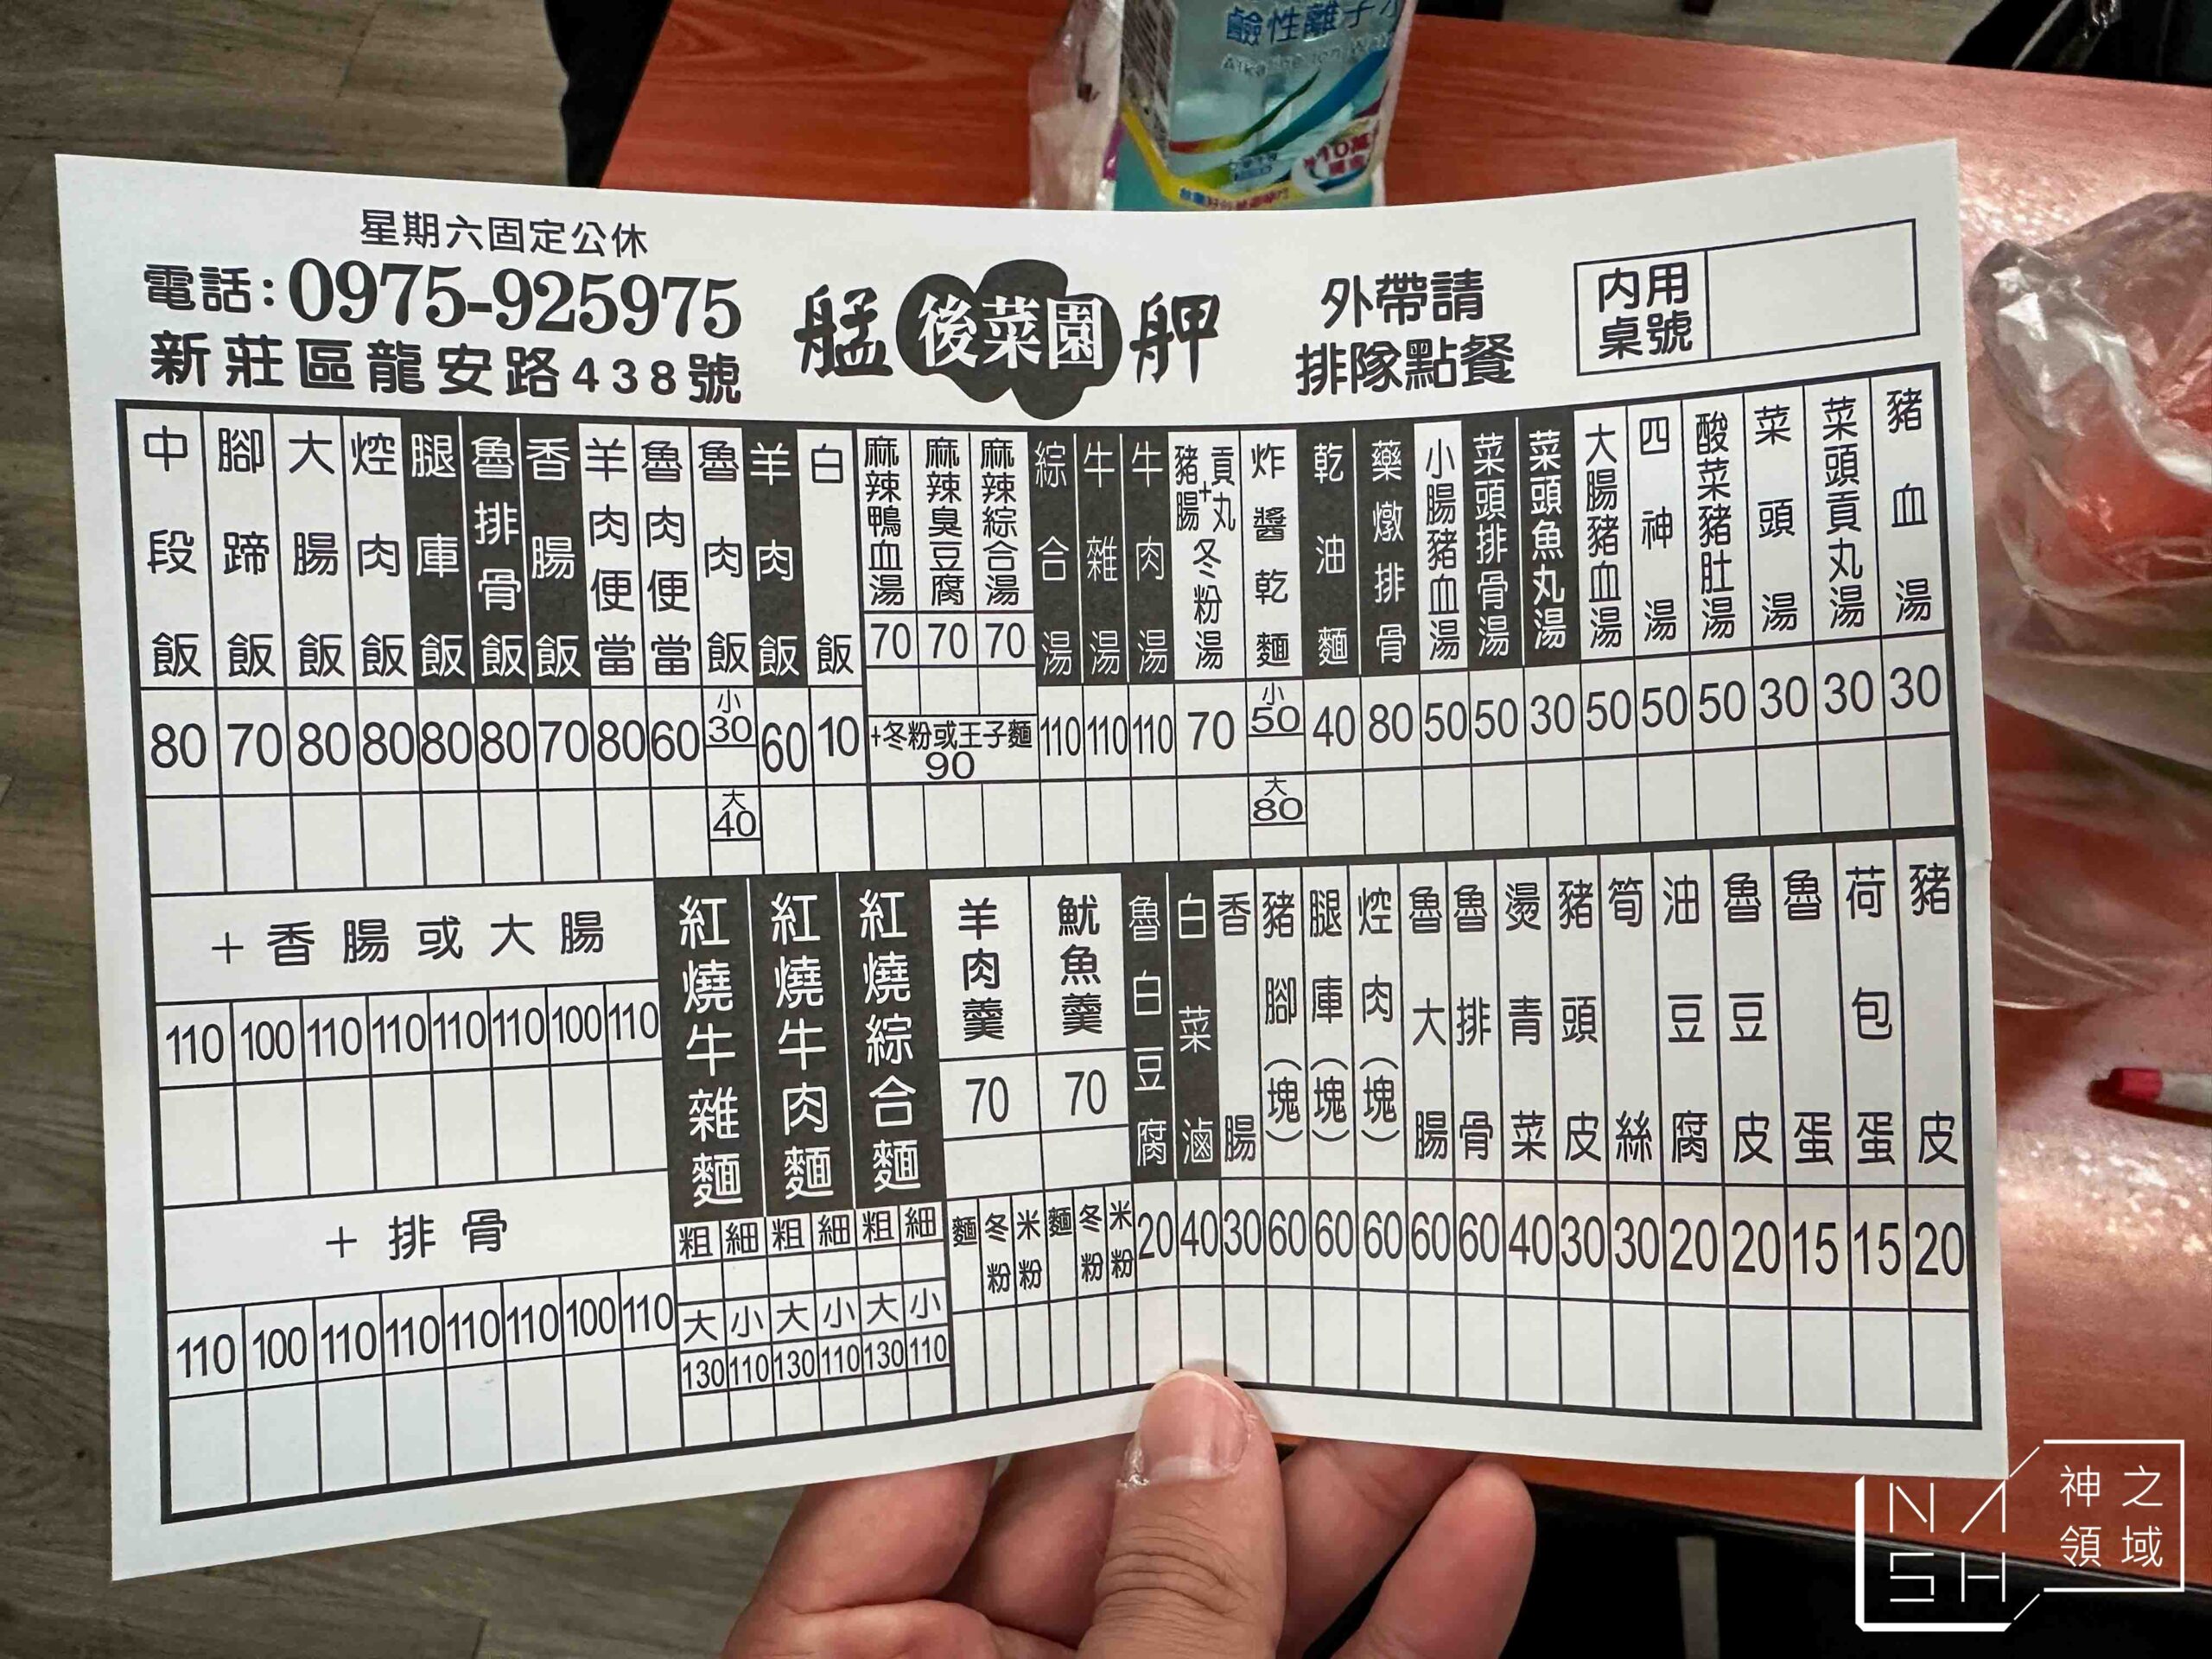 鹼性離子水
星期六固定公休
電話:0975-925975
新莊區龍安路438號
艋 後菜園 舺
外帶請
排隊點餐
內用
桌號
中段飯 80
腳蹄飯 70
大腸飯 80
焢肉飯 80
腿庫飯 80
魯排骨飯 80
香腸飯 70
羊肉便當 80
魯肉便當 60
魯肉飯 小30 大40
羊肉飯 60
白飯 10
麻辣鴨血湯 70
麻辣臭豆腐 70
麻辣綜合湯 70
+冬粉或王子麵
90
綜合湯 110
牛雜湯 110
牛肉湯 110
豬腸+貢丸冬粉湯 70
炸醬乾麵 小50 大80
乾油麵 40
藥燉排骨 80
小腸豬血湯 50
菜頭排骨湯 50
菜頭魚丸湯 30
大腸豬血湯 50
四神湯 50
酸菜豬肚湯 50
菜頭湯 30
菜頭貢丸湯 30
豬血湯 30
+香腸或大腸
110 100 110 110 110 110 100 110
+排骨
110 100 110 110 110 110 100 110
紅燒牛雜麵 粗 細 大 小 130 110
紅燒牛肉麵 粗 細 大 小 130 110
紅燒綜合麵 粗 細 大 小 130 110
羊肉羹 70 麵 冬粉 米粉
魷魚羹 70 麵 冬粉 米粉
魯白豆腐 20
白菜滷 40
香腸 30
豬腳(塊) 60
腿庫(塊) 60
焢肉(塊) 60
魯大腸 60
魯排骨 60
燙青菜 40
豬頭皮 30
筍絲 30
油豆腐 20
魯豆皮 20
魯蛋 15
荷包蛋 15
豬皮 20
NASH
神之
領域